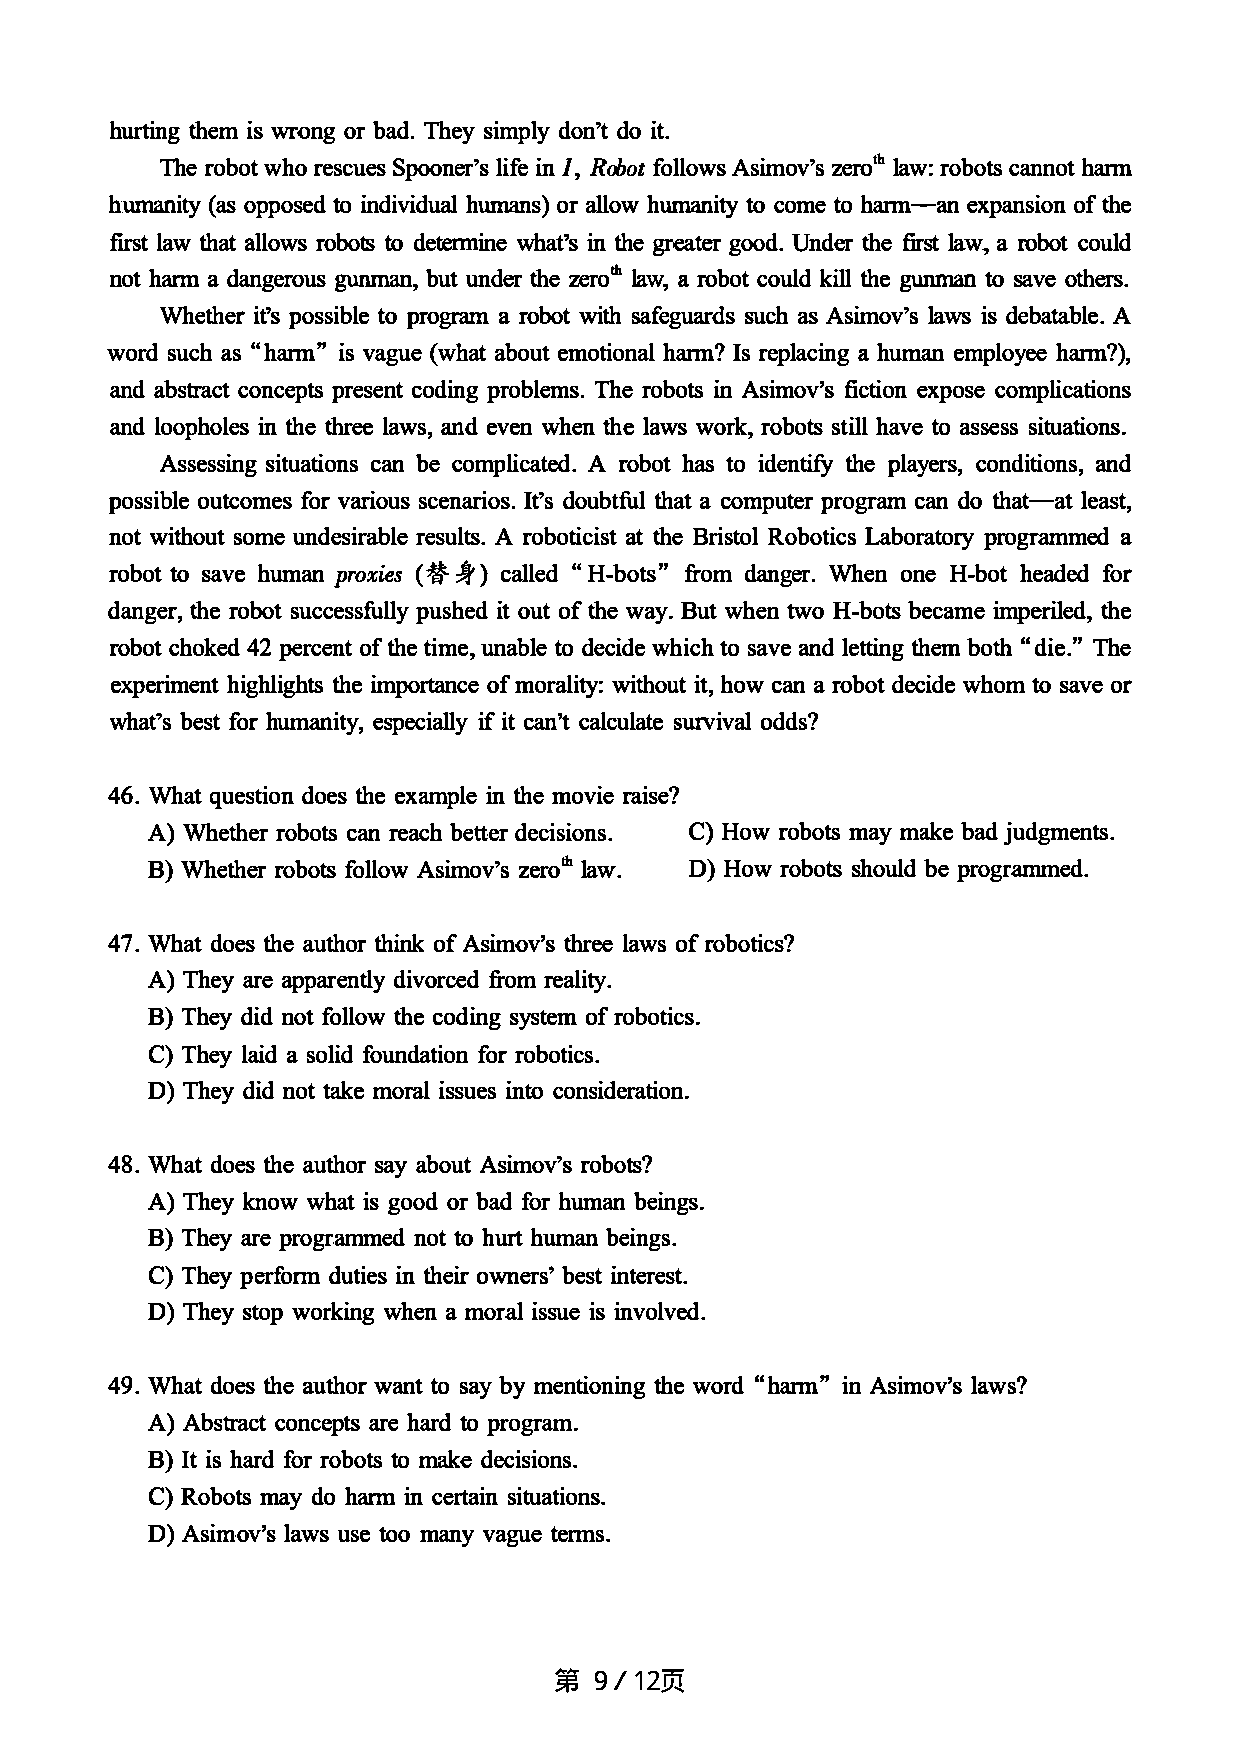 hurting them is wrong or bad. They simply don’t do it.
The robot who rescues Spooner’s life in I, Robot follows Asimov’s zeroth law: robots cannot harm
humanity (as opposed to individual humans) or allow humanity to come to harm—an expansion of the
first law that allows robots to determine what’s in the greater good. Under the first law, a robot could
not harm a dangerous gunman, but under the zeroth law, a robot could kill the gunman to save others.
Whether it’s possible to program a robot with safeguards such as Asimov’s laws is debatable. A
word such as “harm” is vague (what about emotional harm? Is replacing a human employee harm?),
and abstract concepts present coding problems. The robots in Asimov’s fiction expose complications
and loopholes in the three laws, and even when the laws work, robots still have to assess situations.
Assessing situations can be complicated. A robot has to identify the players, conditions, and
possible outcomes for various scenarios. It’s doubtful that a computer program can do that—at least,
not without some undesirable results. A roboticist at the Bristol Robotics Laboratory programmed a
robot to save human proxies (替身) called “H-bots” from danger. When one H-bot headed for
danger, the robot successfully pushed it out of the way. But when two H-bots became imperiled, the
robot choked 42 percent of the time, unable to decide which to save and letting them both “die.” The
experiment highlights the importance of morality: without it, how can a robot decide whom to save or
what’s best for humanity, especially if it can’t calculate survival odds?
46. What question does the example in the movie raise?
A) Whether robots can reach better decisions. C) How robots may make bad judgments.
B) Whether robots follow Asimov’s zeroth law. D) How robots should be programmed.
47. What does the author think of Asimov’s three laws of robotics?
A) They are apparently divorced from reality.
B) They did not follow the coding system of robotics.
C) They laid a solid foundation for robotics.
D) They did not take moral issues into consideration.
48. What does the author say about Asimov’s robots?
A) They know what is good or bad for human beings.
B) They are programmed not to hurt human beings.
C) They perform duties in their owners’ best interest.
D) They stop working when a moral issue is involved.
49. What does the author want to say by mentioning the word “harm” in Asimov’s laws?
A) Abstract concepts are hard to program.
B) It is hard for robots to make decisions.
C) Robots may do harm in certain situations.
D) Asimov’s laws use too many vague terms.
第 9 / 12页